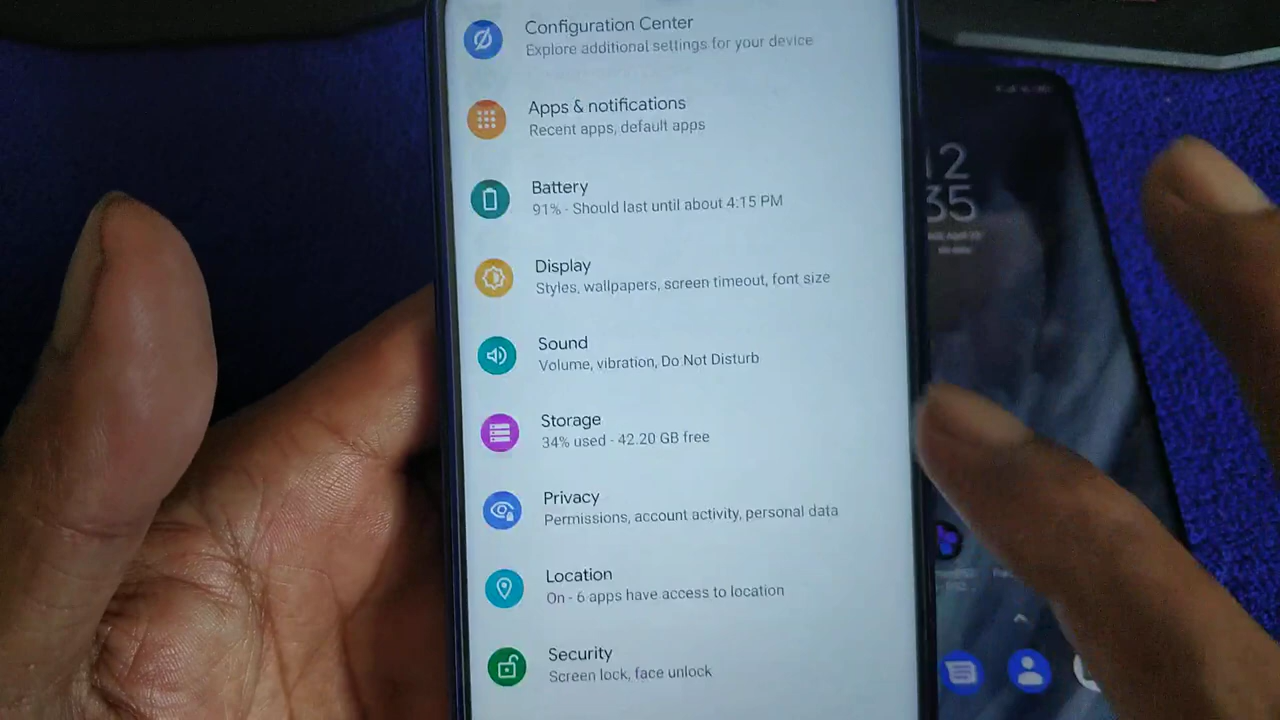 Configuration Center
Explore additional settings for your device
Apps & notifications
Recent apps, default apps
Battery
91% - Should last until about 4:15 PM
Display
Styles, wallpapers, screen timeout, font size
Sound
Volume, vibration, Do Not Disturb
Storage
34% used - 42.20 GB free
Privacy
Permissions, account activity, personal data
Location
On - 6 apps have access to location
Security
Screen lock, face unlock
12
35